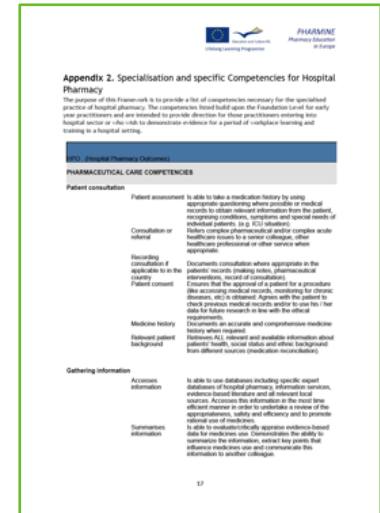 Education and Culture DG
Lifelong Learning Programme
PHARMINE
Pharmacy Education
in Europe
Appendix 2. Specialisation and specific Competencies for Hospital
Pharmacy
The purpose of this Framework is to provide a list of competencies necessary for the specialised
practice of hospital pharmacy. The competencies listed build upon the Foundation Level for early
year practitioners and are intended to provide direction for those practitioners entering into
hospital sector or who wish to demonstrate evidence for a period of workplace learning and
training in a hospital setting.
HPO (Hospital Pharmacy Outcomes)
PHARMACEUTICAL CARE COMPETENCIES
Patient consultation
Patient assessment Is able to take a medication history by using
appropriate questioning where possible or medical
records to obtain relevant information from the patient,
recognising conditions, symptoms and special needs of
individual patients. (e.g. ICU situation)
Consultation or Refers complex pharmaceutical and/or complex acute
referral healthcare issues to a senior colleague, other
healthcare professional or other service when
appropriate.
Recording
consultation if Documents consultation where appropriate in the
applicable to in the patients' records (making notes, pharmaceutical
country interventions, record of consultation).
Patient consent Ensures that the approval of a patient for a procedure
(like accessing medical records, monitoring for chronic
diseases, etc) is obtained. Agrees with the patient to
check previous medical records and/or to use his / her
data for future research in line with the ethical
requirements.
Medicine history Documents an accurate and comprehensive medicine
history when required.
Relevant patient Retrieves ALL relevant and available information about
background patients' health, social status and ethnic background
from different sources (medication reconciliation)
Gathering information
Accesses Is able to use databases including specific expert
information databases of hospital pharmacy, information services,
evidence-based literature and all relevant local
sources. Accesses this information in the most time
efficient manner in order to undertake a review of the
appropriateness, safety and efficiency and to promote
rational use of medicines.
Summarises Is able to evaluate/critically appraise evidence-based
information data for medicines use. Demonstrates the ability to
summarize the information, extract key points that
influence medicines use and communicate this
information to another colleague.
17